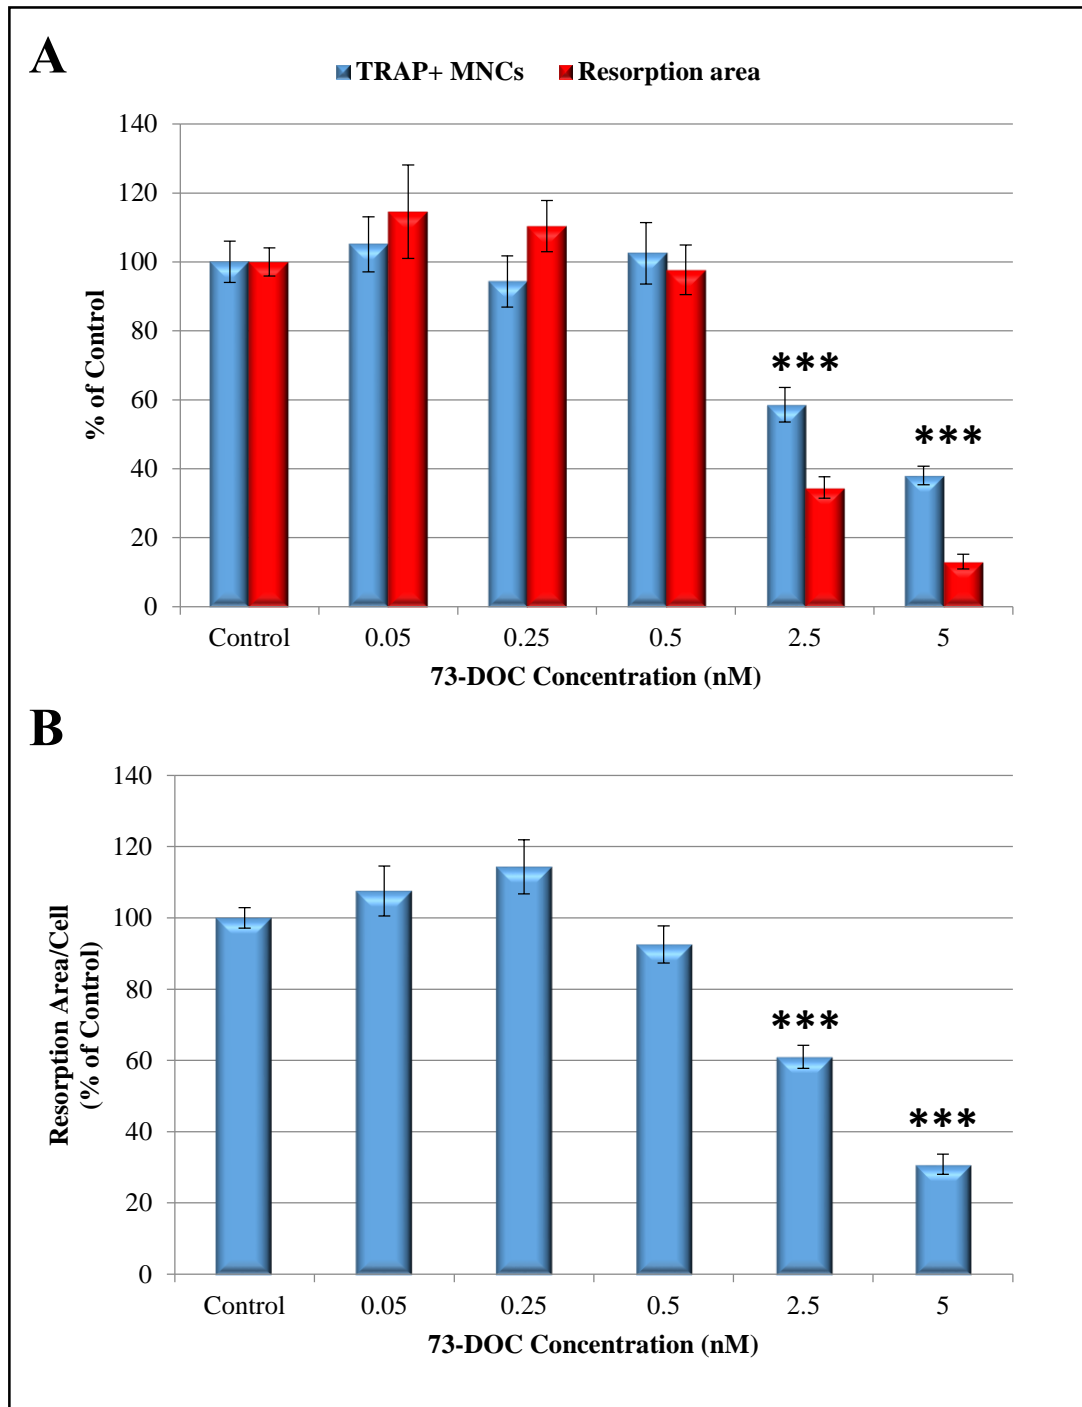 A
TRAP+ MNCs Resorption area
140
120
100
80
60
40
20
0
% of Control
***
***
Control 0.05 0.25 0.5 2.5 5
73-DOC Concentration (nM)
B
140
120
100
80
60
40
20
0
Resorption Area/Cell
(% of Control)
***
***
Control 0.05 0.25 0.5 2.5 5
73-DOC Concentration (nM)